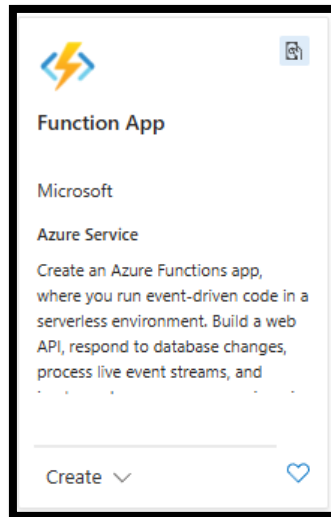 Function App
Microsoft
Azure Service
Create an Azure Functions app,
where you run event-driven code in a
serverless environment. Build a web
API, respond to database changes,
process live event streams, and
Create